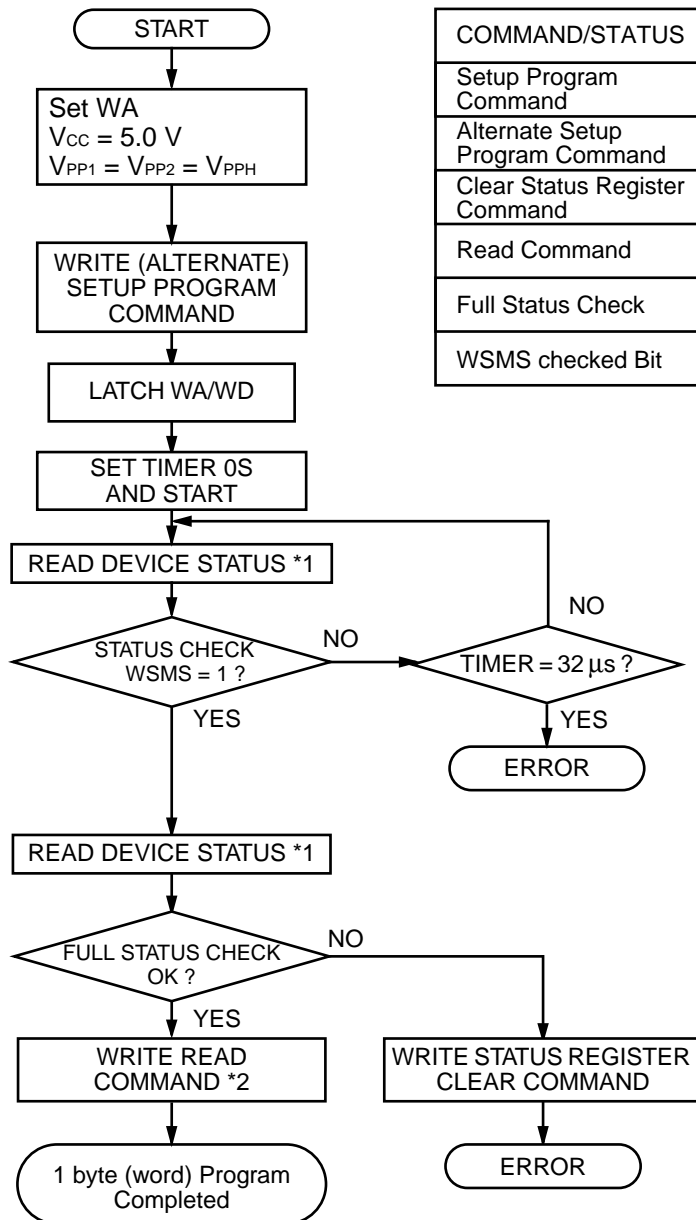 START
Set WA
VCC = 5.0 V
VPP1 = VPP2 = VPPH
WRITE (ALTERNATE)
SETUP PROGRAM
COMMAND
LATCH WA/WD
SET TIMER 0S
AND START
READ DEVICE STATUS *1
STATUS CHECK
WSMS = 1 ?
NO
YES
TIMER = 32 µs ?
NO
YES
ERROR
READ DEVICE STATUS *1
FULL STATUS CHECK
OK ?
NO
YES
WRITE READ
COMMAND *2
WRITE STATUS REGISTER
CLEAR COMMAND
1 byte (word) Program
Completed
ERROR
COMMAND/STATUS
Setup Program
Command
Alternate Setup
Program Command
Clear Status Register
Command
Read Command
Full Status Check
WSMS checked Bit